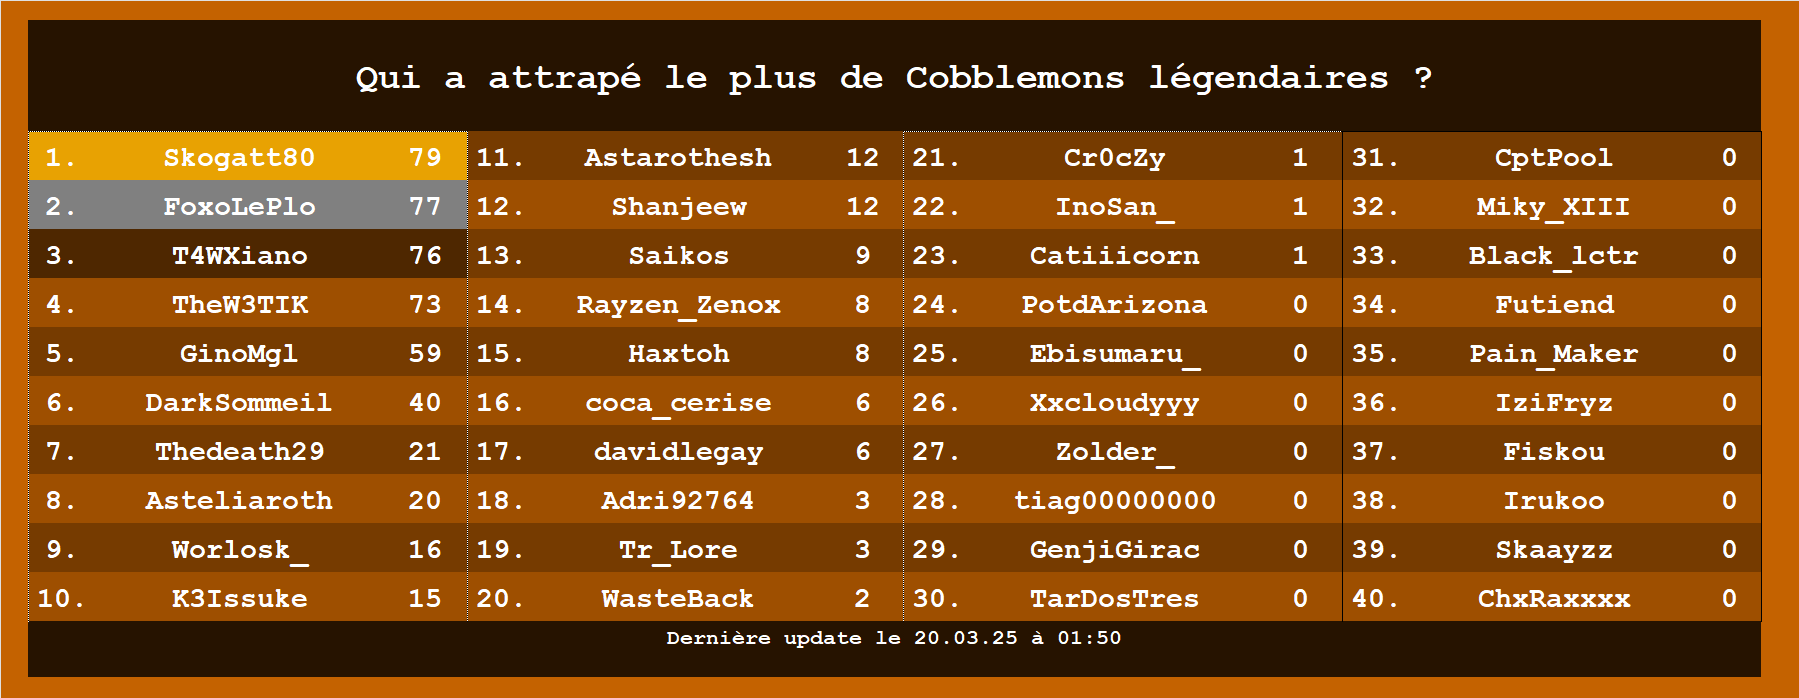 Qui a attrapé le plus de Cobblemons légendaires ?
1. Skogatt80 79
2. FoxoLePlo 77
3. T4WXiano 76
4. TheW3TIK 73
5. GinoMgl 59
6. DarkSommeil 40
7. Thedeath29 21
8. Asteliaroth 20
9. Worlosk_ 16
10. K3Issuke 15
11. Astarothesh 12
12. Shanjeew 12
13. Saikos 9
14. Rayzen_Zenox 8
15. Haxtoh 8
16. coca_cerise 6
17. davidlegay 6
18. Adri92764 3
19. Tr_Lore 3
20. WasteBack 2
21. Cr0cZy 1
22. InoSan_ 1
23. Catiiicorn 1
24. PotdArizona 0
25. Ebisumaru_ 0
26. Xxcloudyyy 0
27. Zolder_ 0
28. tiag00000000 0
29. GenjiGirac 0
30. TarDosTres 0
31. CptPool 0
32. Miky_XIII 0
33. Black_lctr 0
34. Futiend 0
35. Pain_Maker 0
36. IziFryz 0
37. Fiskou 0
38. Irukoo 0
39. Skaayzz 0
40. ChxRaxxxx 0
Dernière update le 20.03.25 à 01:50